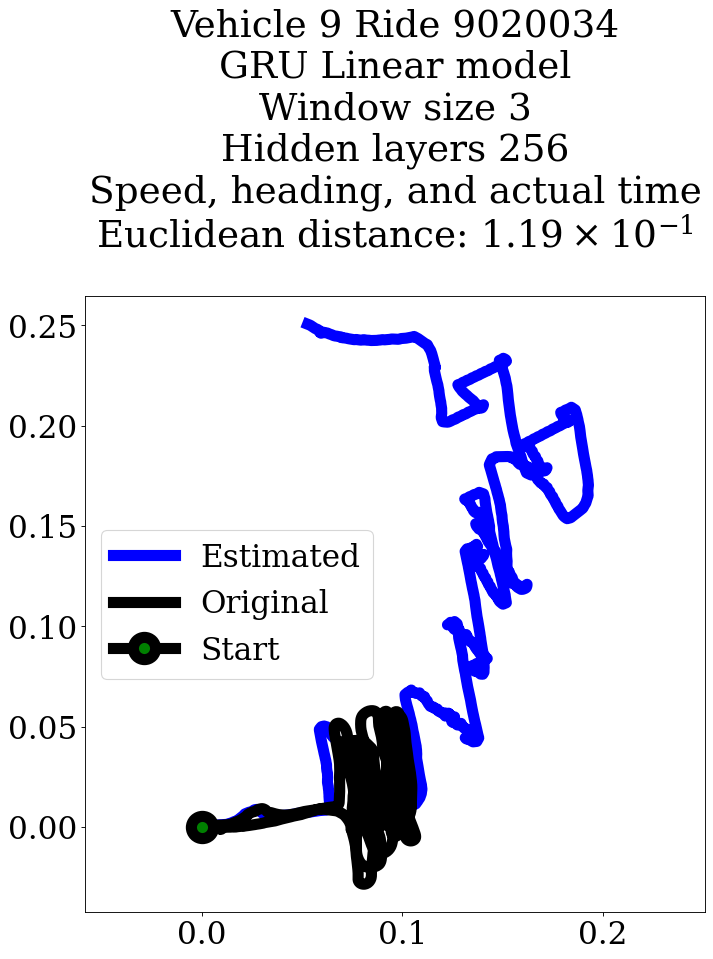 Vehicle 9 Ride 9020034
GRU Linear model
Window size 3
Hidden layers 256
Speed, heading, and actual time
Euclidean distance: 1.19 × 10⁻¹
0.25
0.20
0.15
0.10
0.05
0.00
Estimated
Original
Start
0.0 0.1 0.2